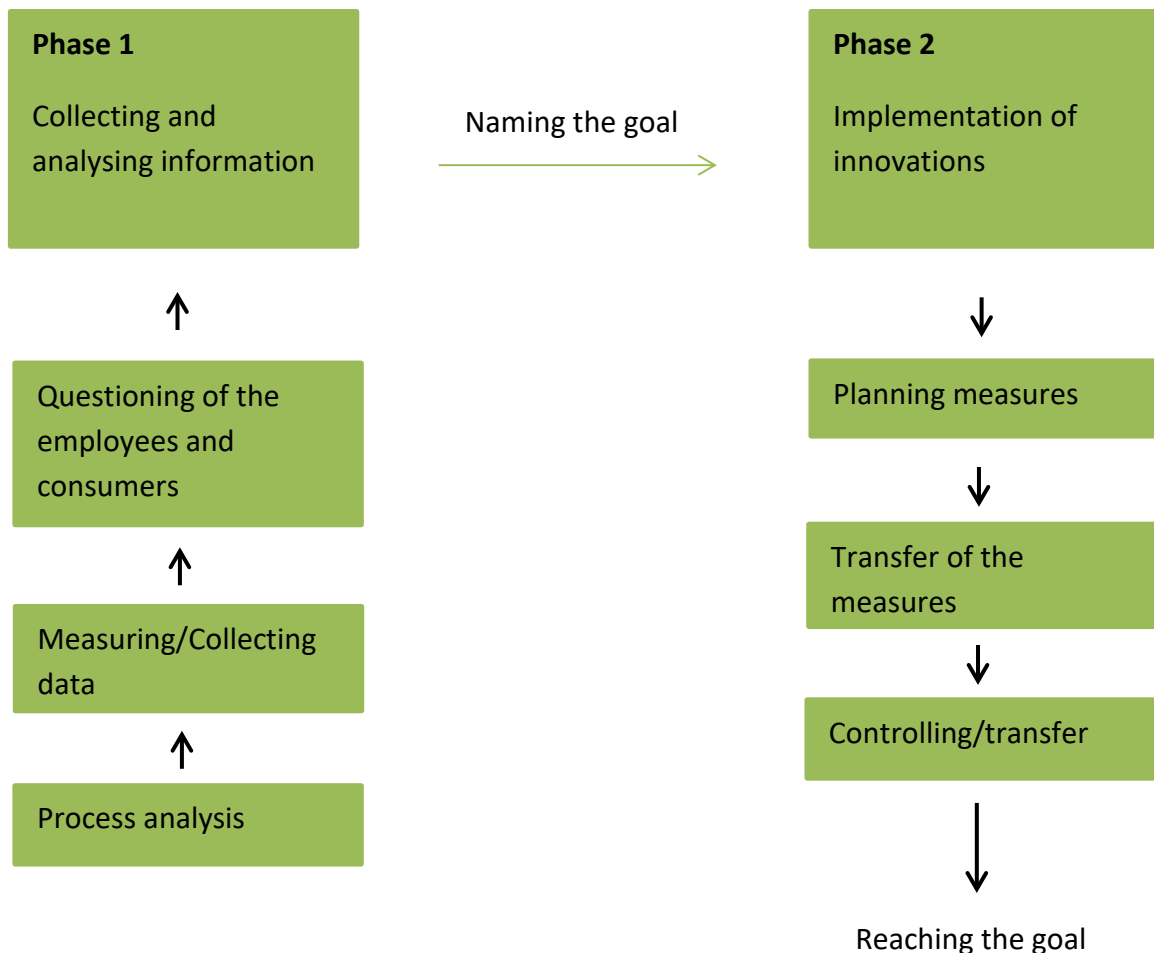 Phase 1
Collecting and
analysing information
Naming the goal
Phase 2
Implementation of
innovations
Questioning of the
employees and
consumers
Measuring/Collecting
data
Process analysis
Planning measures
Transfer of the
measures
Controlling/transfer
Reaching the goal